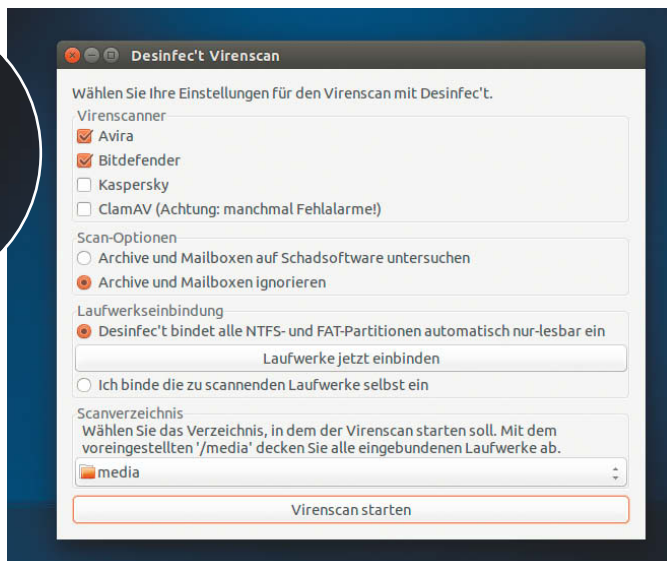 Desinfec't Virenscan
Wählen Sie Ihre Einstellungen für den Virenscan mit Desinfec't.
Virenscanner
Avira
Bitdefender
Kaspersky
ClamAV (Achtung: manchmal Fehlalarme!)
Scan-Optionen
Archive und Mailboxen auf Schadsoftware untersuchen
Archive und Mailboxen ignorieren
Laufwerkseinbindung
Desinfec't bindet alle NTFS- und FAT-Partitionen automatisch nur-lesbar ein
Laufwerke jetzt einbinden
Ich binde die zu scannenden Laufwerke selbst ein
Scanverzeichnis
Wählen Sie das Verzeichnis, in dem der Virenscan starten soll. Mit dem
voreingestellten '/media' decken Sie alle eingebundenen Laufwerke ab.
media
Virenscan starten